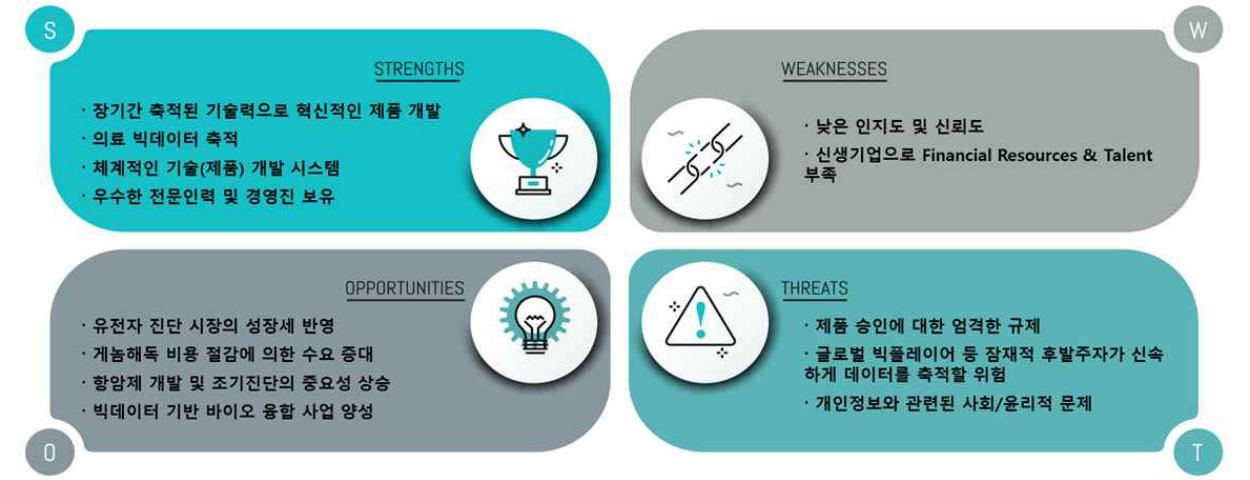 S
STRENGTHS
· 장기간 축적된 기술력으로 혁신적인 제품 개발
· 의료 빅데이터 축적
· 체계적인 기술(제품) 개발 시스템
· 우수한 전문인력 및 경영진 보유
W
WEAKNESSES
· 낮은 인지도 및 신뢰도
· 신생기업으로 Financial Resources & Talent
부족
OPPORTUNITIES
· 유전자 진단 시장의 성장세 반영
· 게놈해독 비용 절감에 의한 수요 증대
· 항암제 개발 및 조기진단의 중요성 상승
· 빅데이터 기반 바이오 융합 사업 양성
O
THREATS
· 제품 승인에 대한 엄격한 규제
· 글로벌 빅플레이어 등 잠재적 후발주자가 신속
하게 데이터를 축적할 위험
· 개인정보와 관련된 사회/윤리적 문제
T